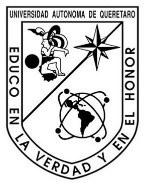 UNIVERSIDAD AUTONOMA DE QUERETARO
EDUCO EN LA VERDAD Y EN EL HONOR